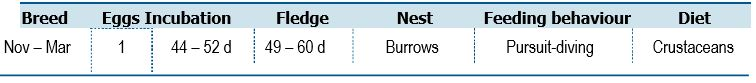 Breed Eggs Incubation Fledge Nest Feeding behaviour Diet
Nov – Mar 1 44 – 52 d 49 – 60 d Burrows Pursuit-diving Crustaceans